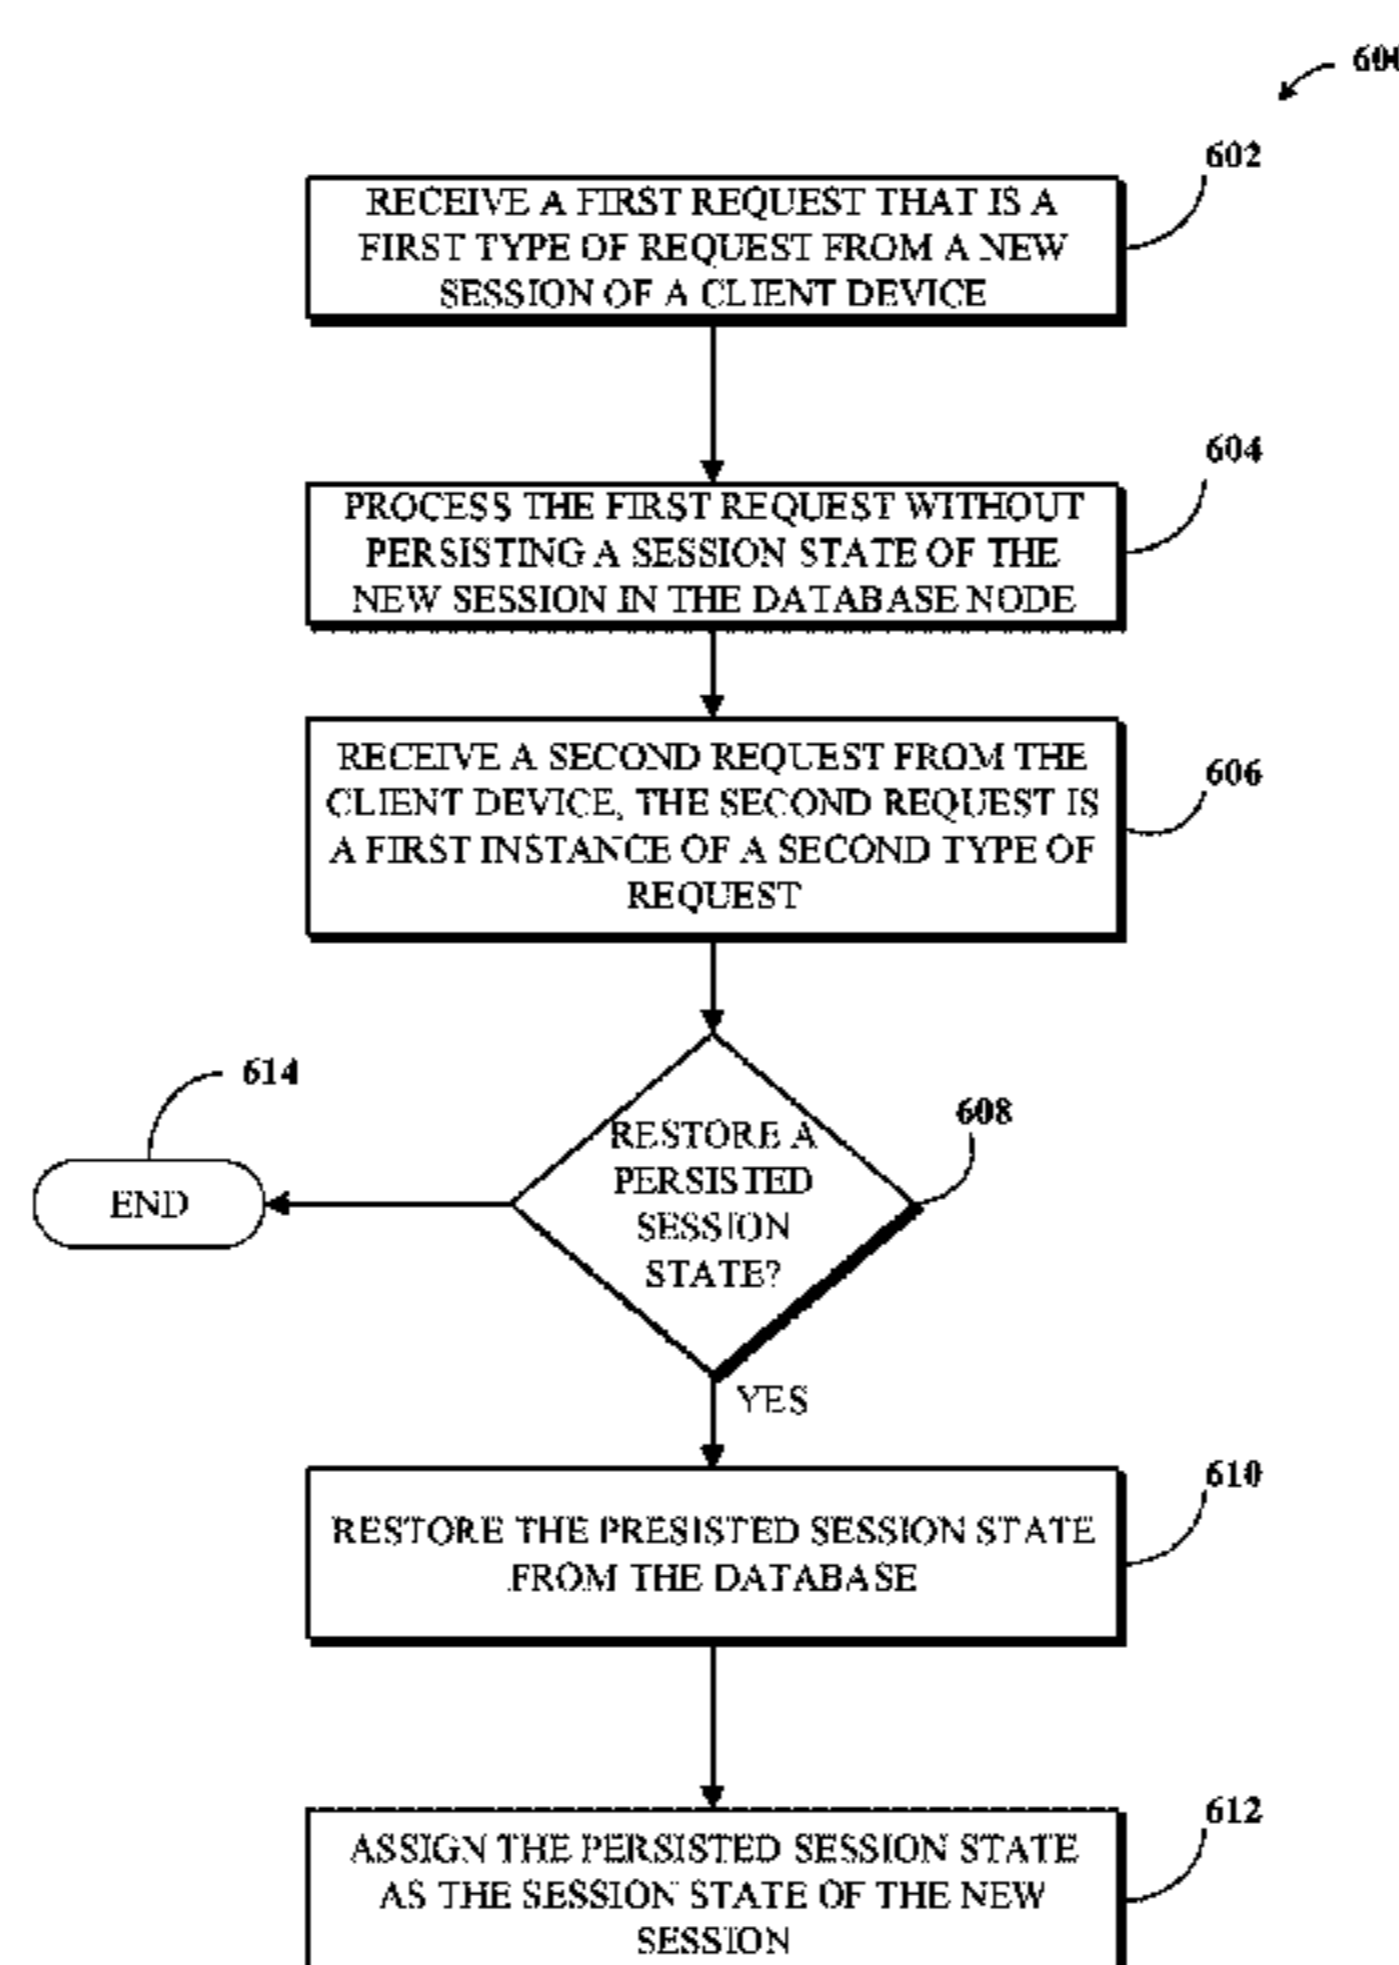 600
602
RECEIVE A FIRST REQUEST THAT IS A
FIRST TYPE OF REQUEST FROM A NEW
SESSION OF A CLIENT DEVICE
604
PROCESS THE FIRST REQUEST WITHOUT
PERSISTING A SESSION STATE OF THE
NEW SESSION IN THE DATABASE NODE
606
RECEIVE A SECOND REQUEST FROM THE
CLIENT DEVICE, THE SECOND REQUEST IS
A FIRST INSTANCE OF A SECOND TYPE OF
REQUEST
614
END
608
RESTORE A
PERSISTED
SESSION
STATE?
YES
610
RESTORE THE PRESISTED SESSION STATE
FROM THE DATABASE
612
ASSIGN THE PERSISTED SESSION STATE
AS THE SESSION STATE OF THE NEW
SESSION